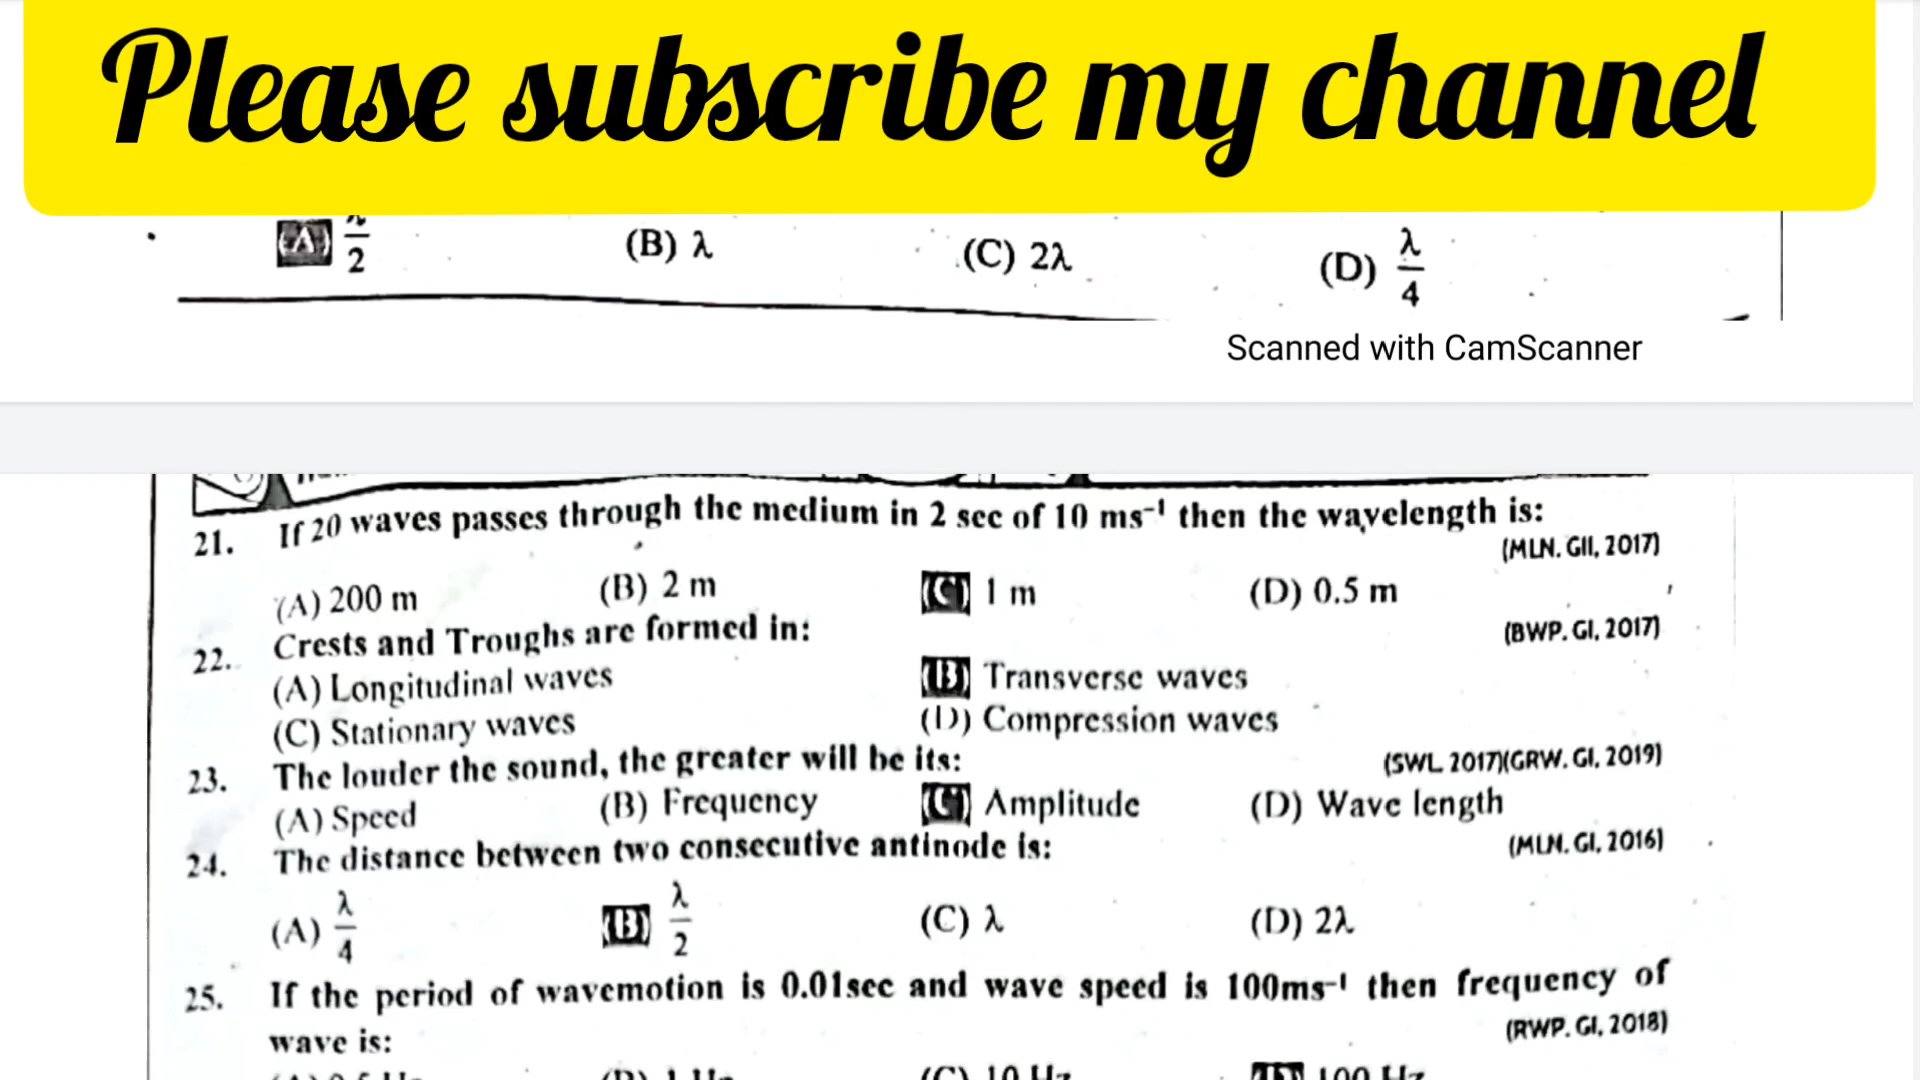 Please subscribe my channel
(A) λ/2 (B) λ (C) 2λ (D) λ/4
Scanned with CamScanner
21. If 20 waves passes through the medium in 2 sec of 10 ms⁻¹ then the wavelength is:
(MLN. GII, 2017)
(A) 200 m (B) 2 m (C) 1 m (D) 0.5 m
22. Crests and Troughs are formed in:
(BWP. GI, 2017)
(A) Longitudinal waves (B) Transverse waves
(C) Stationary waves (D) Compression waves
23. The louder the sound, the greater will be its: (SWL 2017)(GRW. GI, 2019)
(A) Speed (B) Frequency (C) Amplitude (D) Wave length
24. The distance between two consecutive antinode is: (MLN. GI, 2016)
(A) λ/4 (B) λ/2 (C) λ (D) 2λ
25. If the period of wavemotion is 0.01sec and wave speed is 100ms⁻¹ then frequency of
wave is: (RWP. GI, 2018)
(C) 10 Hz (D) 100 Hz